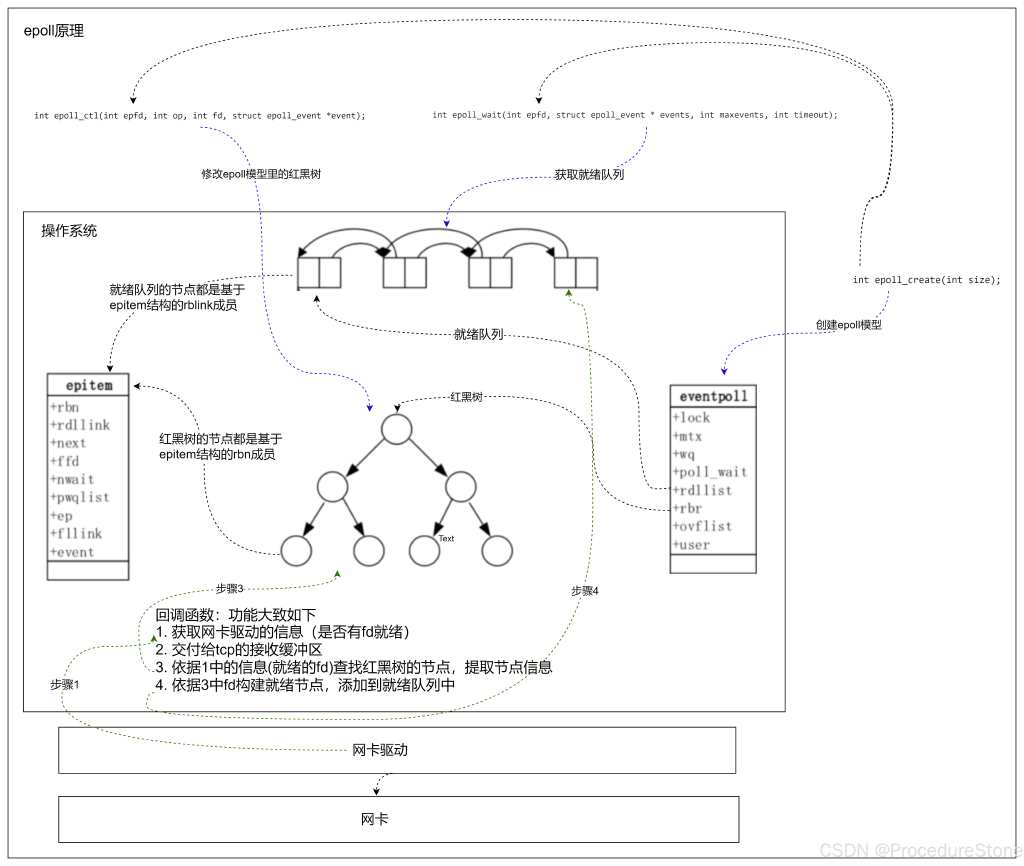 epoll原理
int epoll_ctl(int epfd, int op, int fd, struct epoll_event *event);
int epoll_wait(int epfd, struct epoll_event * events, int maxevents, int timeout);
修改epoll模型里的红黑树
获取就绪队列
操作系统
int epoll_create(int size);
就绪队列的节点都是基于
epitem结构的rblink成员
就绪队列
创建epoll模型
epitem
+rbn
+rdllink
+next
+ffd
+nwait
+pwqlist
+ep
+fllink
+event
红黑树
eventpoll
+lock
+mtx
+wq
+poll_wait
+rdllist
+rbr
+ovflist
+user
红黑树的节点都是基于
epitem结构的rbn成员
Text
步骤3
步骤4
回调函数：功能大致如下
1. 获取网卡驱动的信息（是否有fd就绪）
2. 交付给tcp的接收缓冲区
3. 依据1中的信息(就绪的fd)查找红黑树的节点，提取节点信息
4. 依据3中fd构建就绪节点，添加到就绪队列中
步骤1
网卡驱动
网卡
CSDN @ProcedureStone